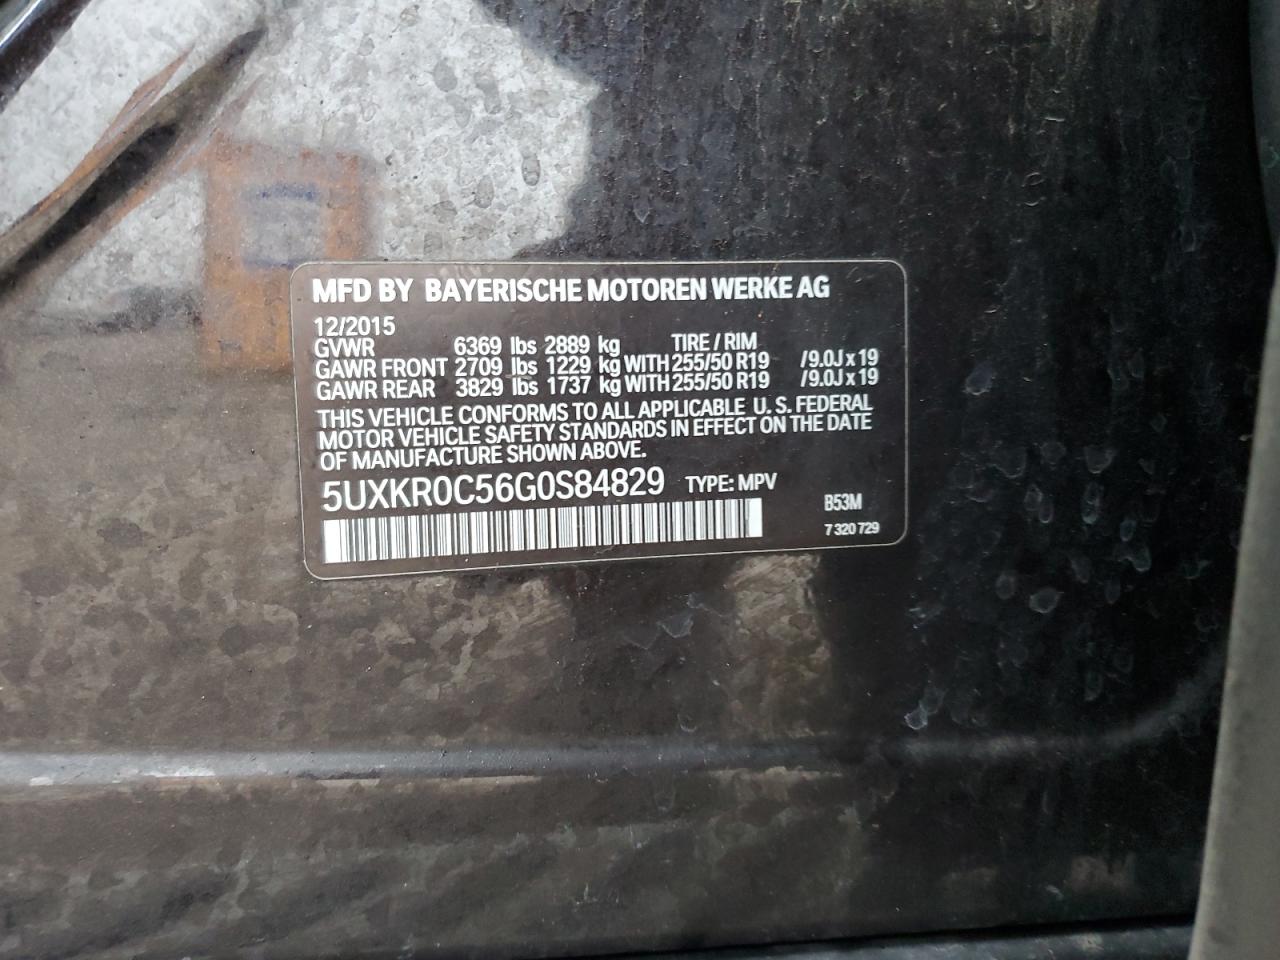 MFD BY BAYERISCHE MOTOREN WERKE AG
12/2015
GVWR 6369 lbs 2889 kg TIRE / RIM
GAWR FRONT 2709 lbs 1229 kg WITH 255/50 R19 /9.0J x 19
GAWR REAR 3829 lbs 1737 kg WITH 255/50 R19 /9.0J x 19
THIS VEHICLE CONFORMS TO ALL APPLICABLE U.S. FEDERAL
MOTOR VEHICLE SAFETY STANDARDS IN EFFECT ON THE DATE
OF MANUFACTURE SHOWN ABOVE.
5UXKR0C56G0S84829 TYPE: MPV
B53M
7 320 729